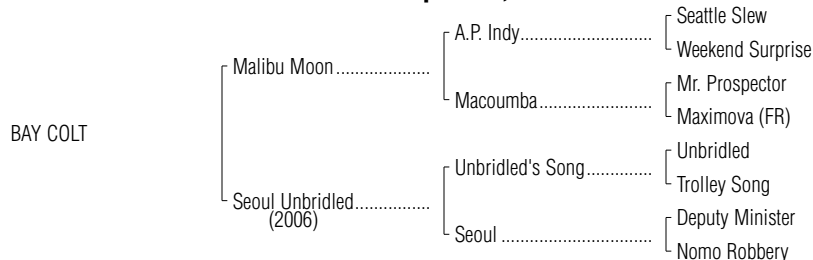 Seattle Slew
A.P. Indy
Weekend Surprise
Malibu Moon
Mr. Prospector
Macoumba
Maximova (FR)
BAY COLT
Unbridled
Unbridled's Song
Trolley Song
Seoul Unbridled
(2006)
Deputy Minister
Seoul
Nomo Robbery